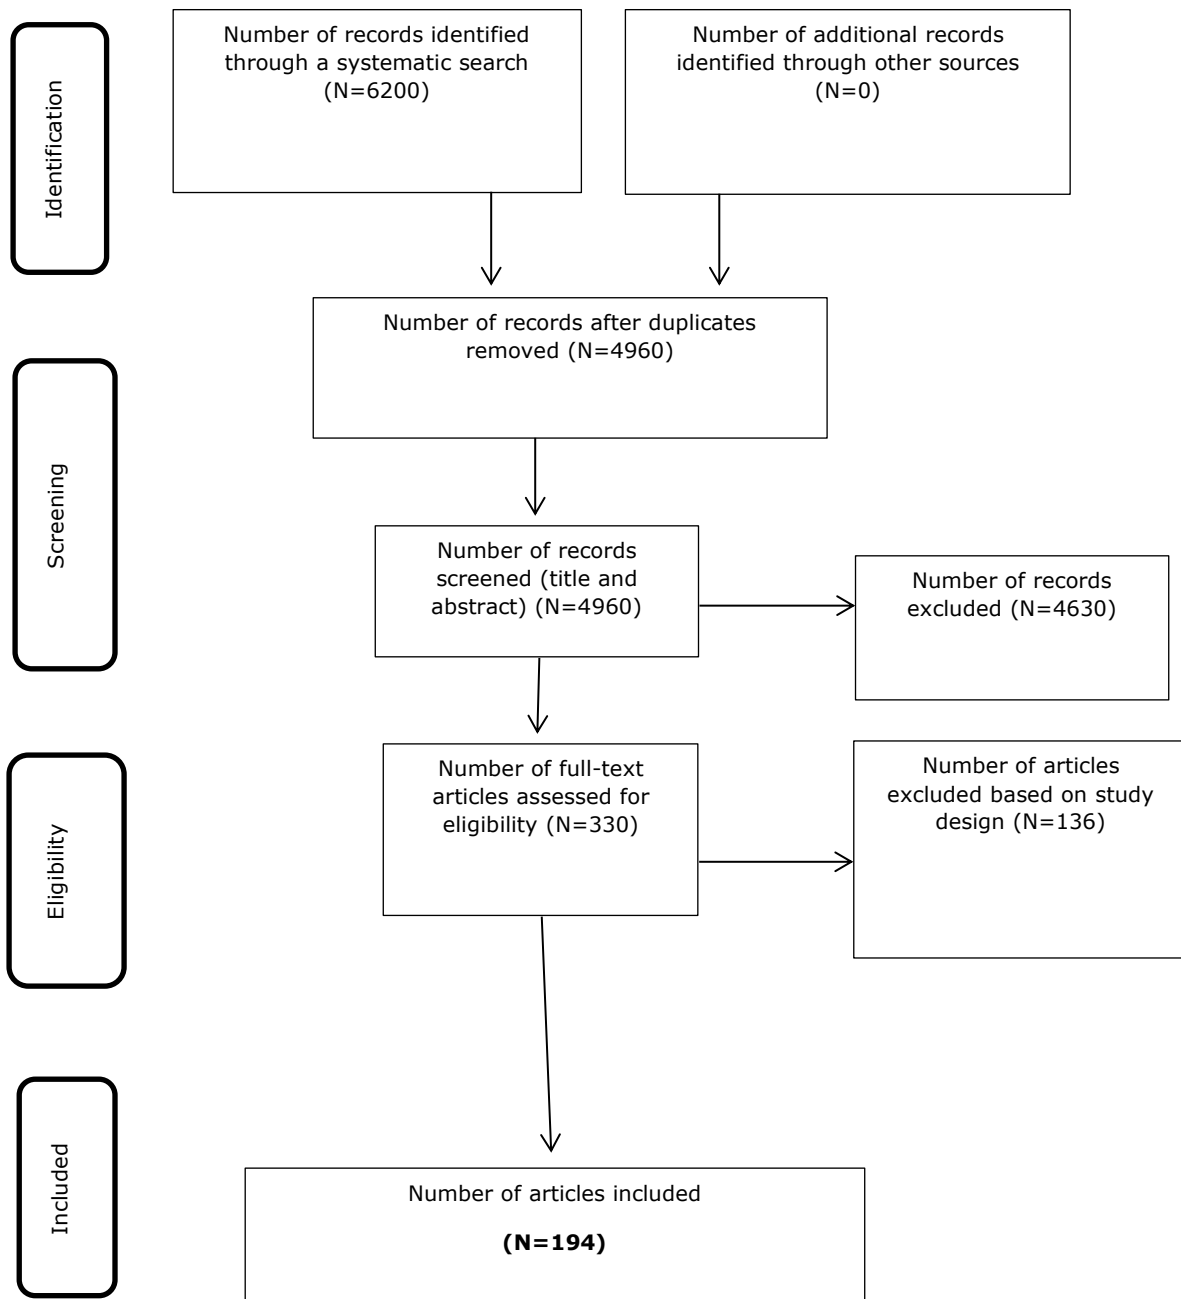 Identification
Number of records identified
through a systematic search
(N=6200)
Number of additional records
identified through other sources
(N=0)
Number of records after duplicates
removed (N=4960)
Screening
Number of records
screened (title and
abstract) (N=4960)
Number of records
excluded (N=4630)
Eligibility
Number of full-text
articles assessed for
eligibility (N=330)
Number of articles
excluded based on study
design (N=136)
Included
Number of articles included
(N=194)